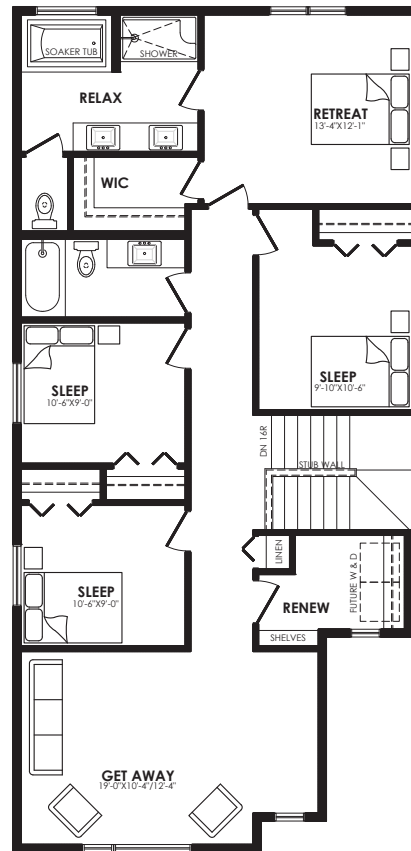 SOAKER TUB
SHOWER
RELAX
RETREAT
13'-4"X12'-1"
WIC
SLEEP
10'-6"X9'-0"
SLEEP
9'-10"X10'-6"
DN 16R
STUB WALL
SLEEP
10'-6"X9'-0"
LINEN
RENEW
FUTURE W & D
SHELVES
GET AWAY
19'-0"X10'-4"/12'-4"